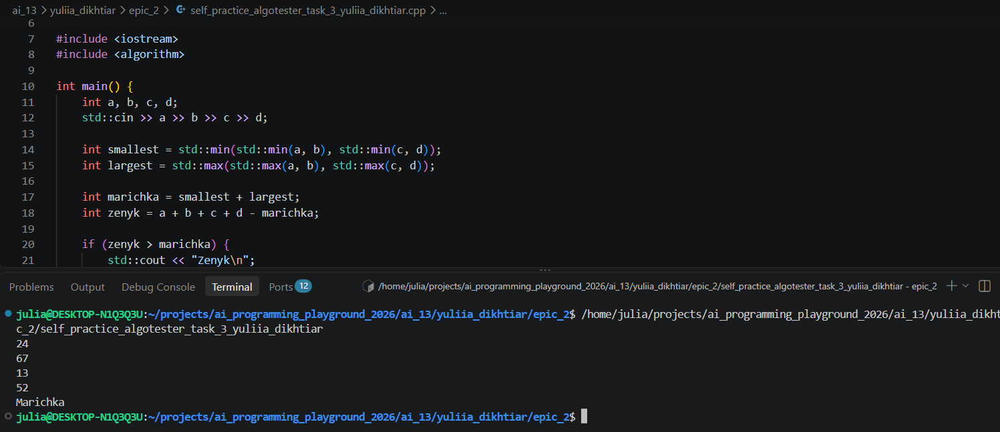 ai_13 > yuliia_dikhtiar > epic_2 > self_practice_algotester_task_3_yuliia_dikhtiar.cpp > ...
6
7 #include <iostream>
8 #include <algorithm>
9
10 int main() {
11     int a, b, c, d;
12     std::cin >> a >> b >> c >> d;
13
14     int smallest = std::min(std::min(a, b), std::min(c, d));
15     int largest = std::max(std::max(a, b), std::max(c, d));
16
17     int marichka = smallest + largest;
18     int zenyk = a + b + c + d - marichka;
19
20     if (zenyk > marichka) {
21         std::cout << "Zenyk\n";
Problems Output Debug Console Terminal Ports 12 /home/julia/projects/ai_programming_playground_2026/ai_13/yuliia_dikhtiar/epic_2/self_practice_algotester_task_3_yuliia_dikhtiar - epic_2
julia@DESKTOP-N1Q3Q3U:~/projects/ai_programming_playground_2026/ai_13/yuliia_dikhtiar/epic_2$ /home/julia/projects/ai_programming_playground_2026/ai_13/yuliia_dikht
c_2/self_practice_algotester_task_3_yuliia_dikhtiar
24
67
13
52
Marichka
julia@DESKTOP-N1Q3Q3U:~/projects/ai_programming_playground_2026/ai_13/yuliia_dikhtiar/epic_2$